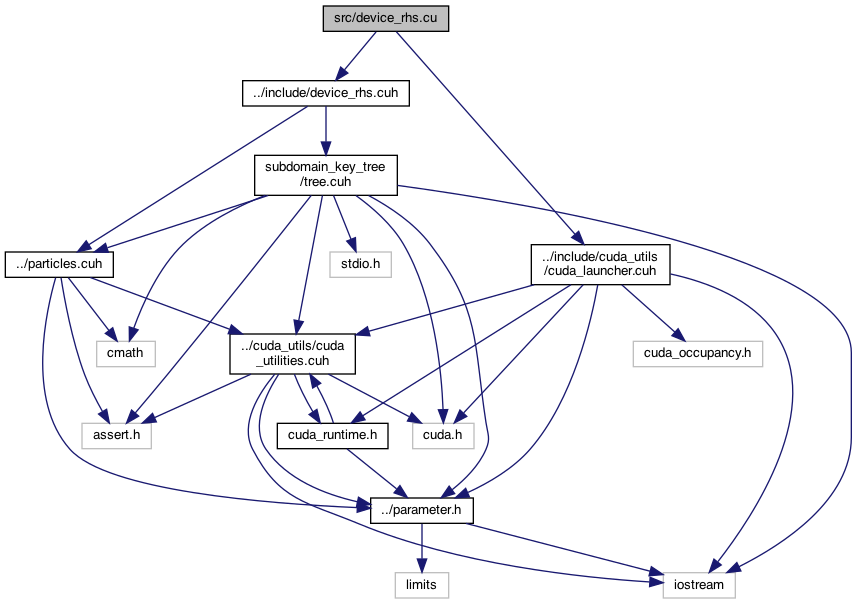 src/device_rhs.cu
../include/device_rhs.cuh
subdomain_key_tree
/tree.cuh
../particles.cuh
stdio.h
../include/cuda_utils
/cuda_launcher.cuh
cmath
../cuda_utils/cuda
_utilities.cuh
cuda_occupancy.h
assert.h
cuda_runtime.h
cuda.h
../parameter.h
limits
iostream